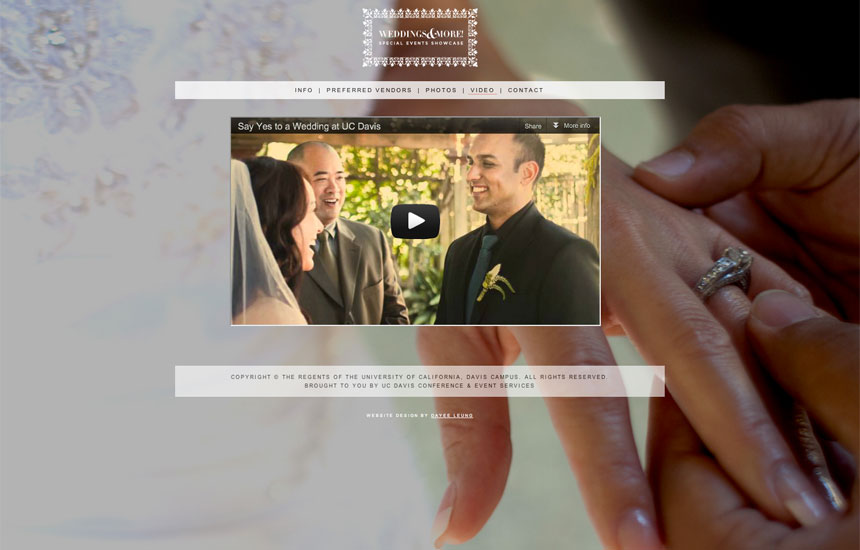 WEDDINGS&MORE!
SPECIAL EVENTS SHOWCASE
INFO | PREFERRED VENDORS | PHOTOS | VIDEO | CONTACT
Say Yes to a Wedding at UC Davis
Share
More info
COPYRIGHT © THE REGENTS OF THE UNIVERSITY OF CALIFORNIA, DAVIS CAMPUS. ALL RIGHTS RESERVED.
BROUGHT TO YOU BY UC DAVIS CONFERENCE & EVENT SERVICES
WEBSITE DESIGN BY DAYEE LEUNG